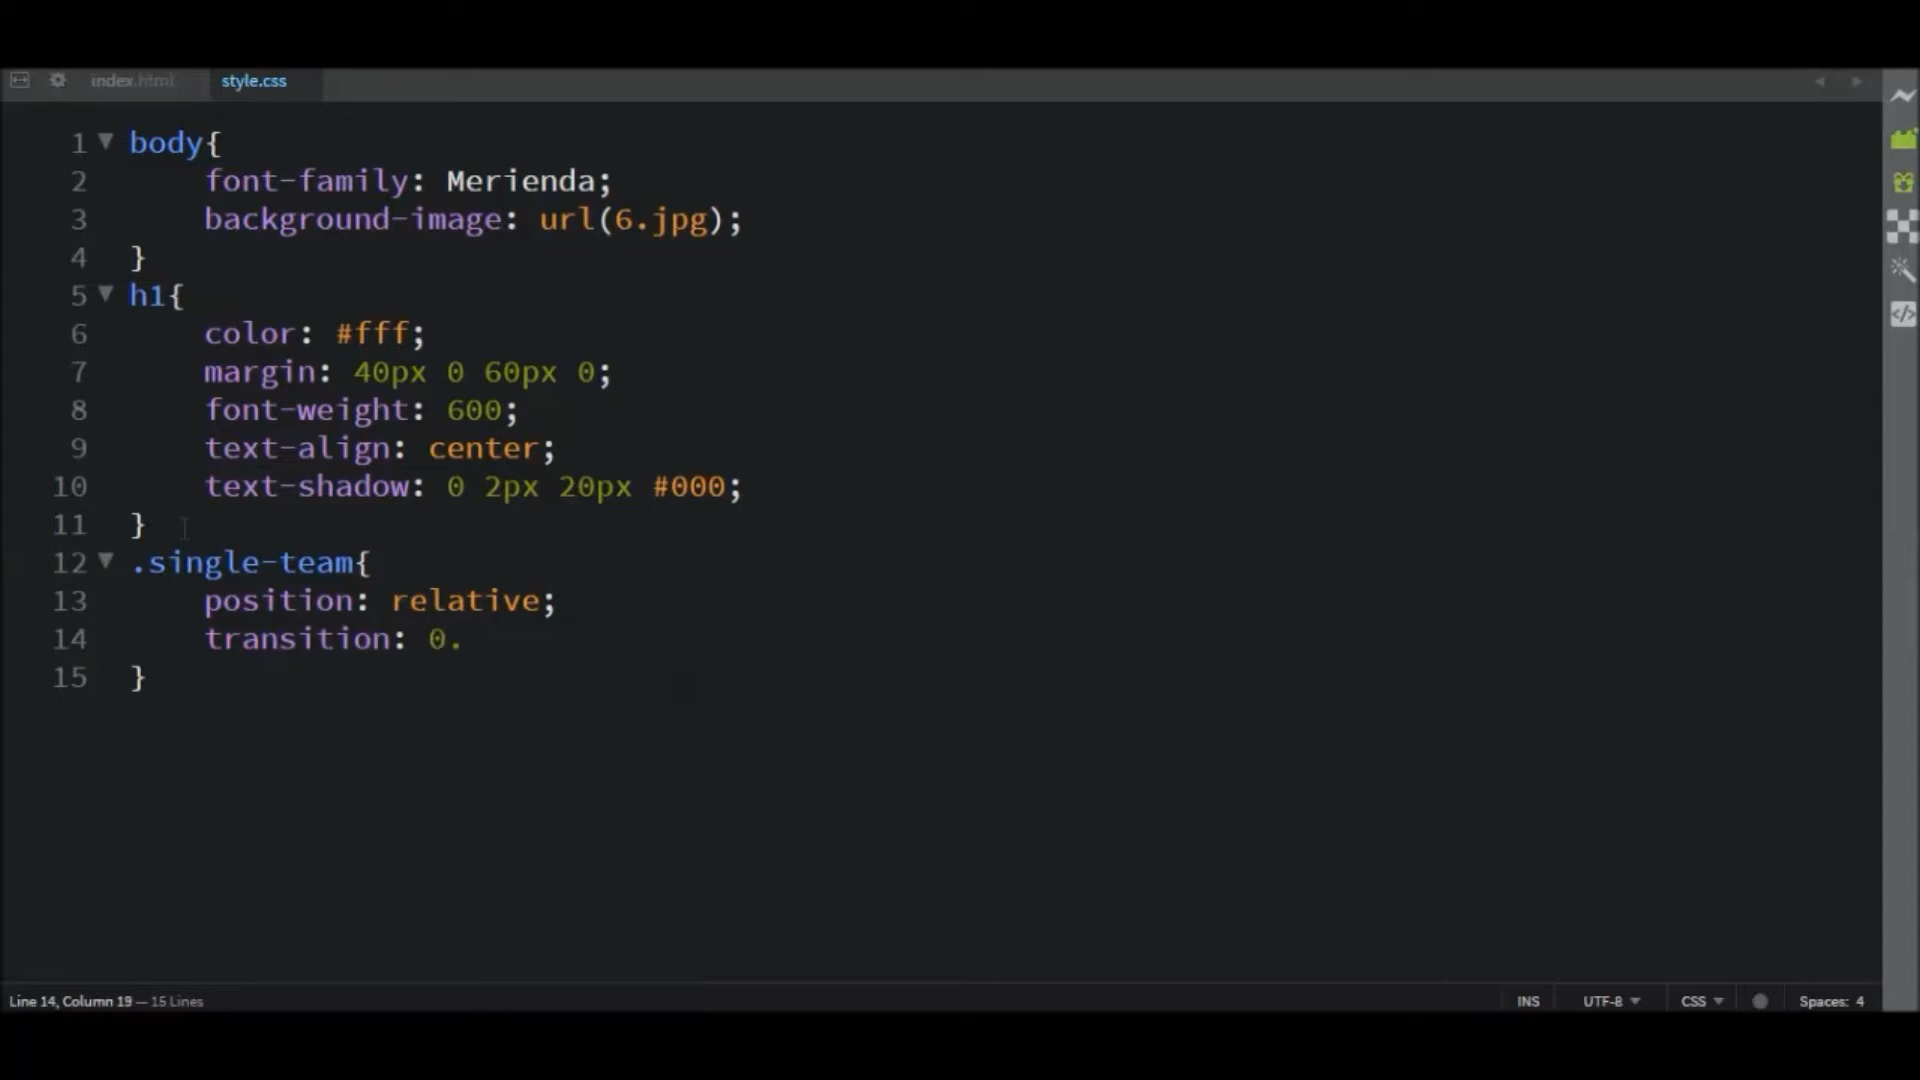 index.html style.css
1 body{
2 font-family: Merienda;
3 background-image: url(6.jpg);
4 }
5 h1{
6 color: #fff;
7 margin: 40px 0 60px 0;
8 font-weight: 600;
9 text-align: center;
10 text-shadow: 0 2px 20px #000;
11 }
12 .single-team{
13 position: relative;
14 transition: 0.
15 }
Line 14, Column 19 — 15 Lines INS UTF-8 CSS Spaces: 4